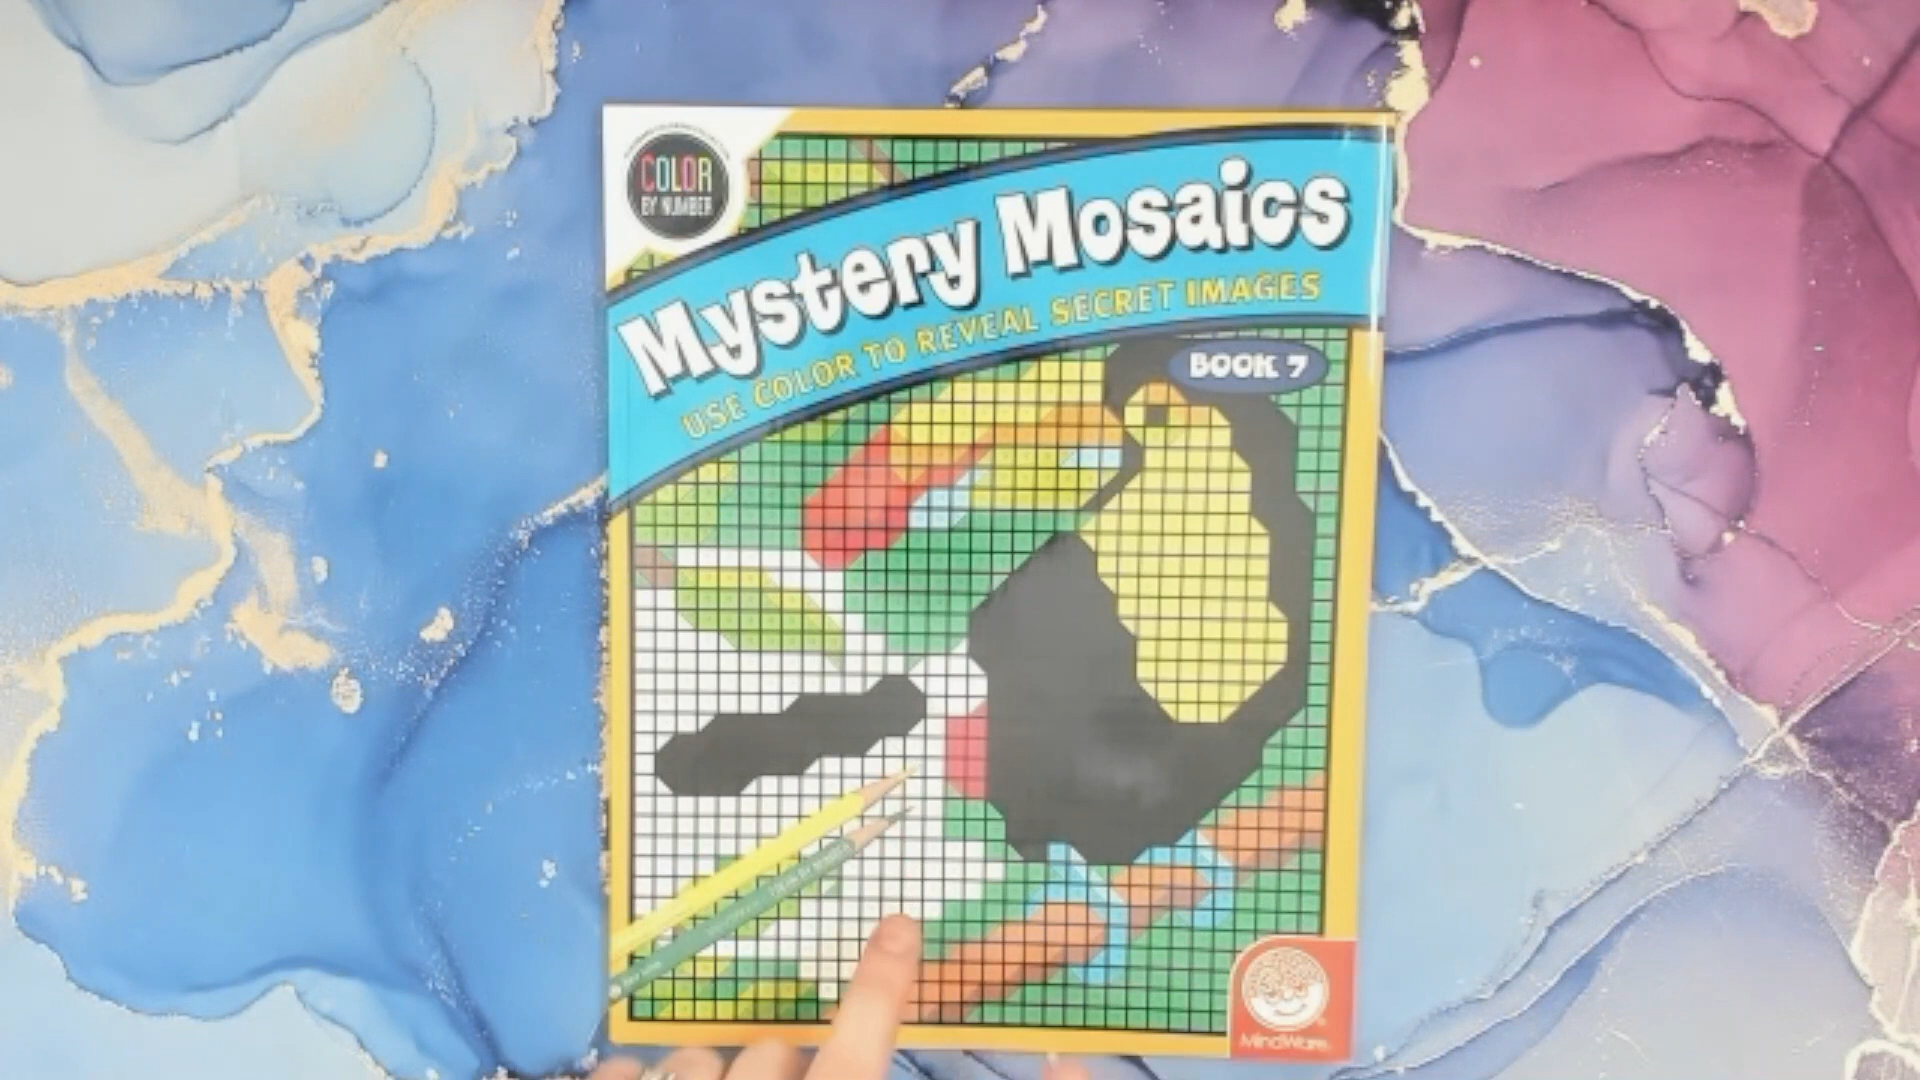 COLOR
BY NUMBER
Mystery Mosaics
USE COLOR TO REVEAL SECRET IMAGES
BOOK 7
MindWare